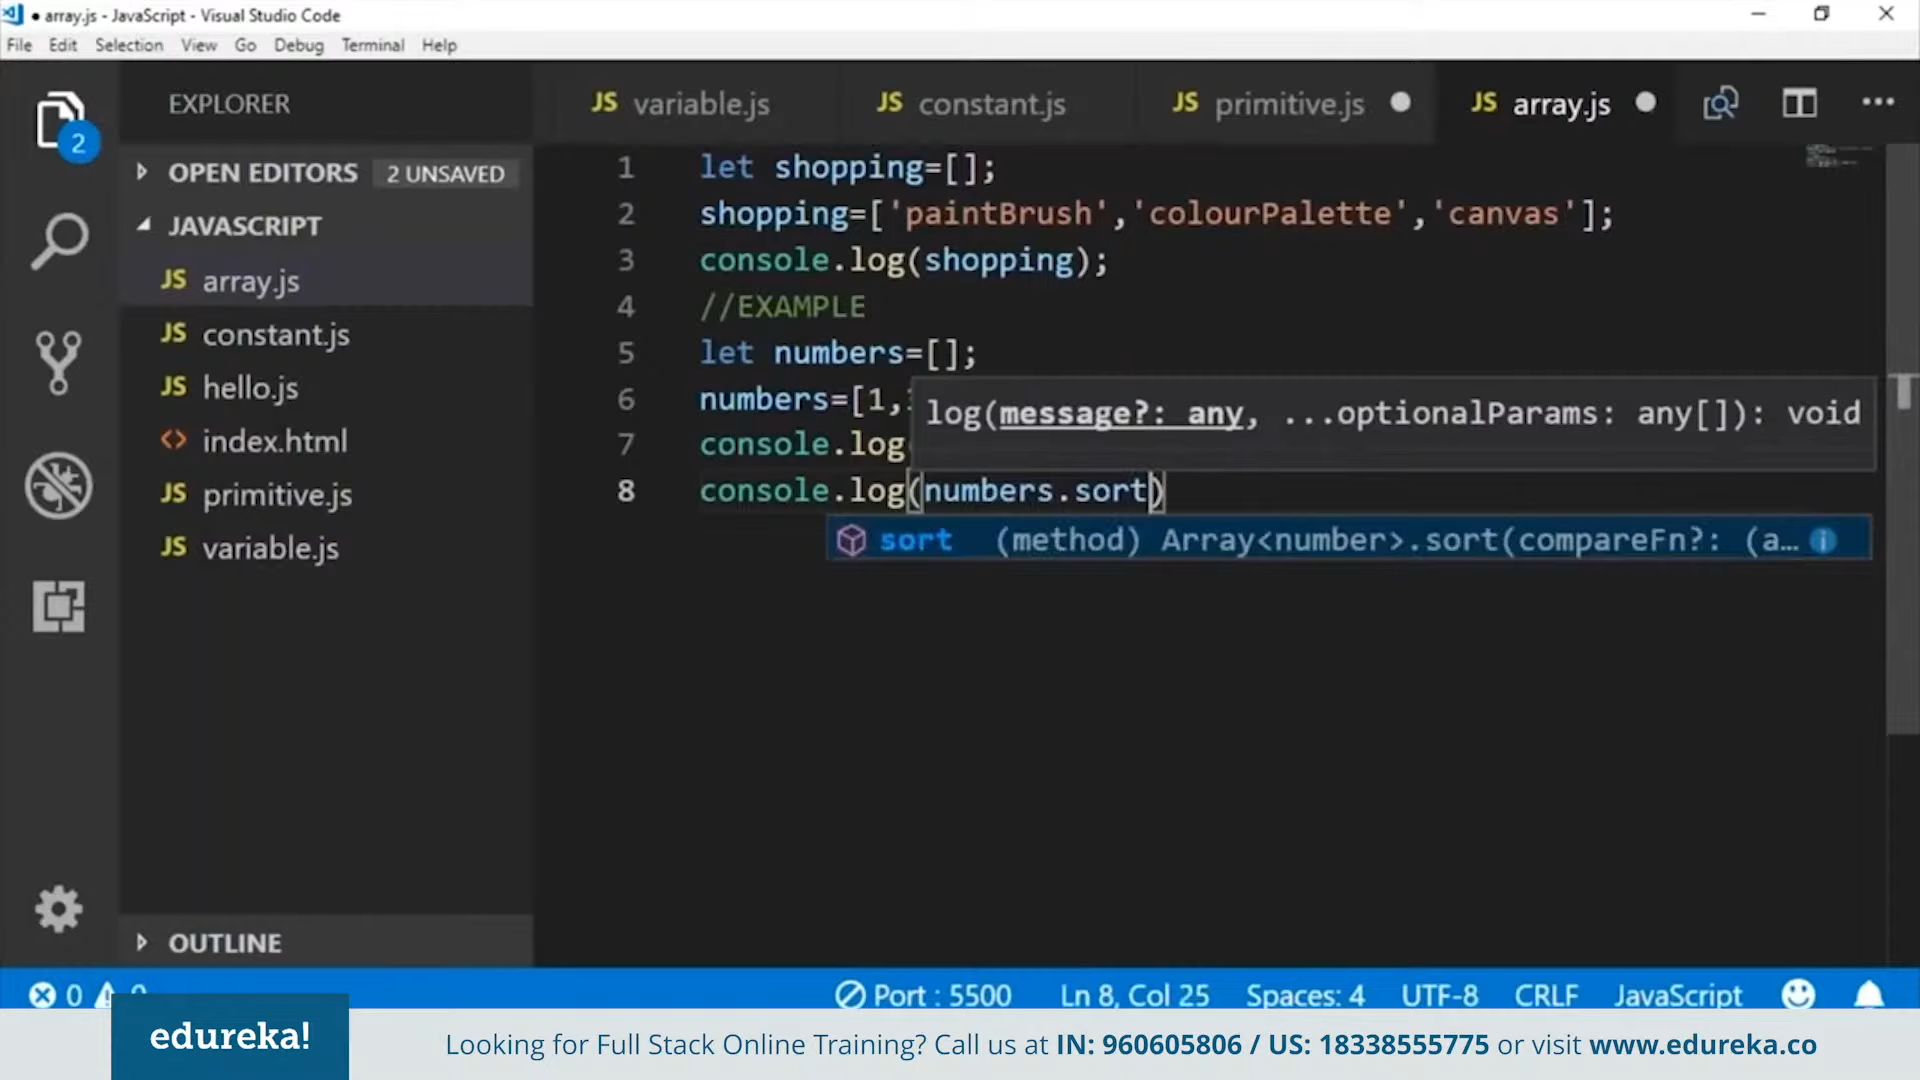 array.js - JavaScript - Visual Studio Code
File Edit Selection View Go Debug Terminal Help
EXPLORER
JS variable.js JS constant.js JS primitive.js JS array.js
2
OPEN EDITORS 2 UNSAVED
JAVASCRIPT
JS array.js
JS constant.js
JS hello.js
<> index.html
JS primitive.js
JS variable.js
OUTLINE
1 let shopping=[];
2 shopping=['paintBrush','colourPalette','canvas'];
3 console.log(shopping);
4 //EXAMPLE
5 let numbers=[];
6 numbers=[1,
log(message?: any, ...optionalParams: any[]): void
7 console.log
8 console.log(numbers.sort)
sort (method) Array<number>.sort(compareFn?: (a...
0 Port : 5500 Ln 8, Col 25 Spaces: 4 UTF-8 CRLF JavaScript
edureka! Looking for Full Stack Online Training? Call us at IN: 960605806 / US: 18338555775 or visit www.edureka.co